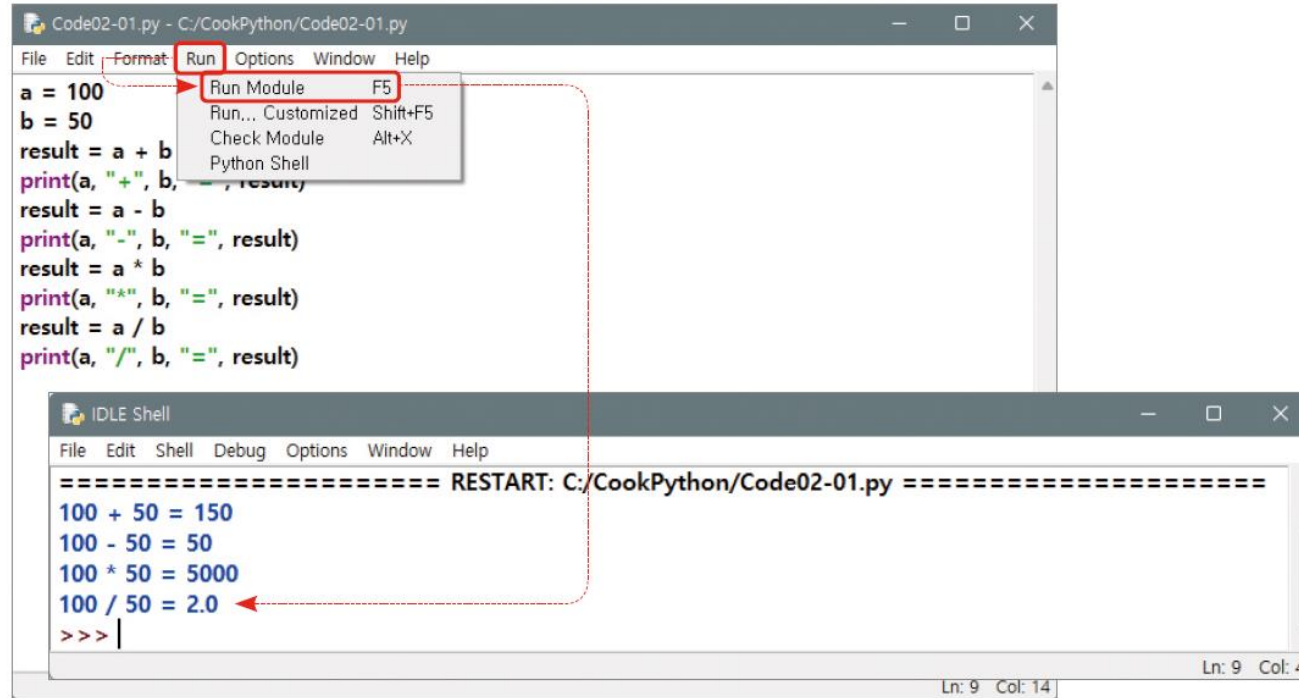 Code02-01.py - C:/CookPython/Code02-01.py
File Edit Format Run Options Window Help
Run Module F5
Run... Customized Shift+F5
Check Module Alt+X
Python Shell
a = 100
b = 50
result = a + b
print(a, "+", b, "=", result)
result = a - b
print(a, "-", b, "=", result)
result = a * b
print(a, "*", b, "=", result)
result = a / b
print(a, "/", b, "=", result)
IDLE Shell
File Edit Shell Debug Options Window Help
====================== RESTART: C:/CookPython/Code02-01.py =====================
100 + 50 = 150
100 - 50 = 50
100 * 50 = 5000
100 / 50 = 2.0
>>>
Ln: 9 Col: 4
Ln: 9 Col: 14